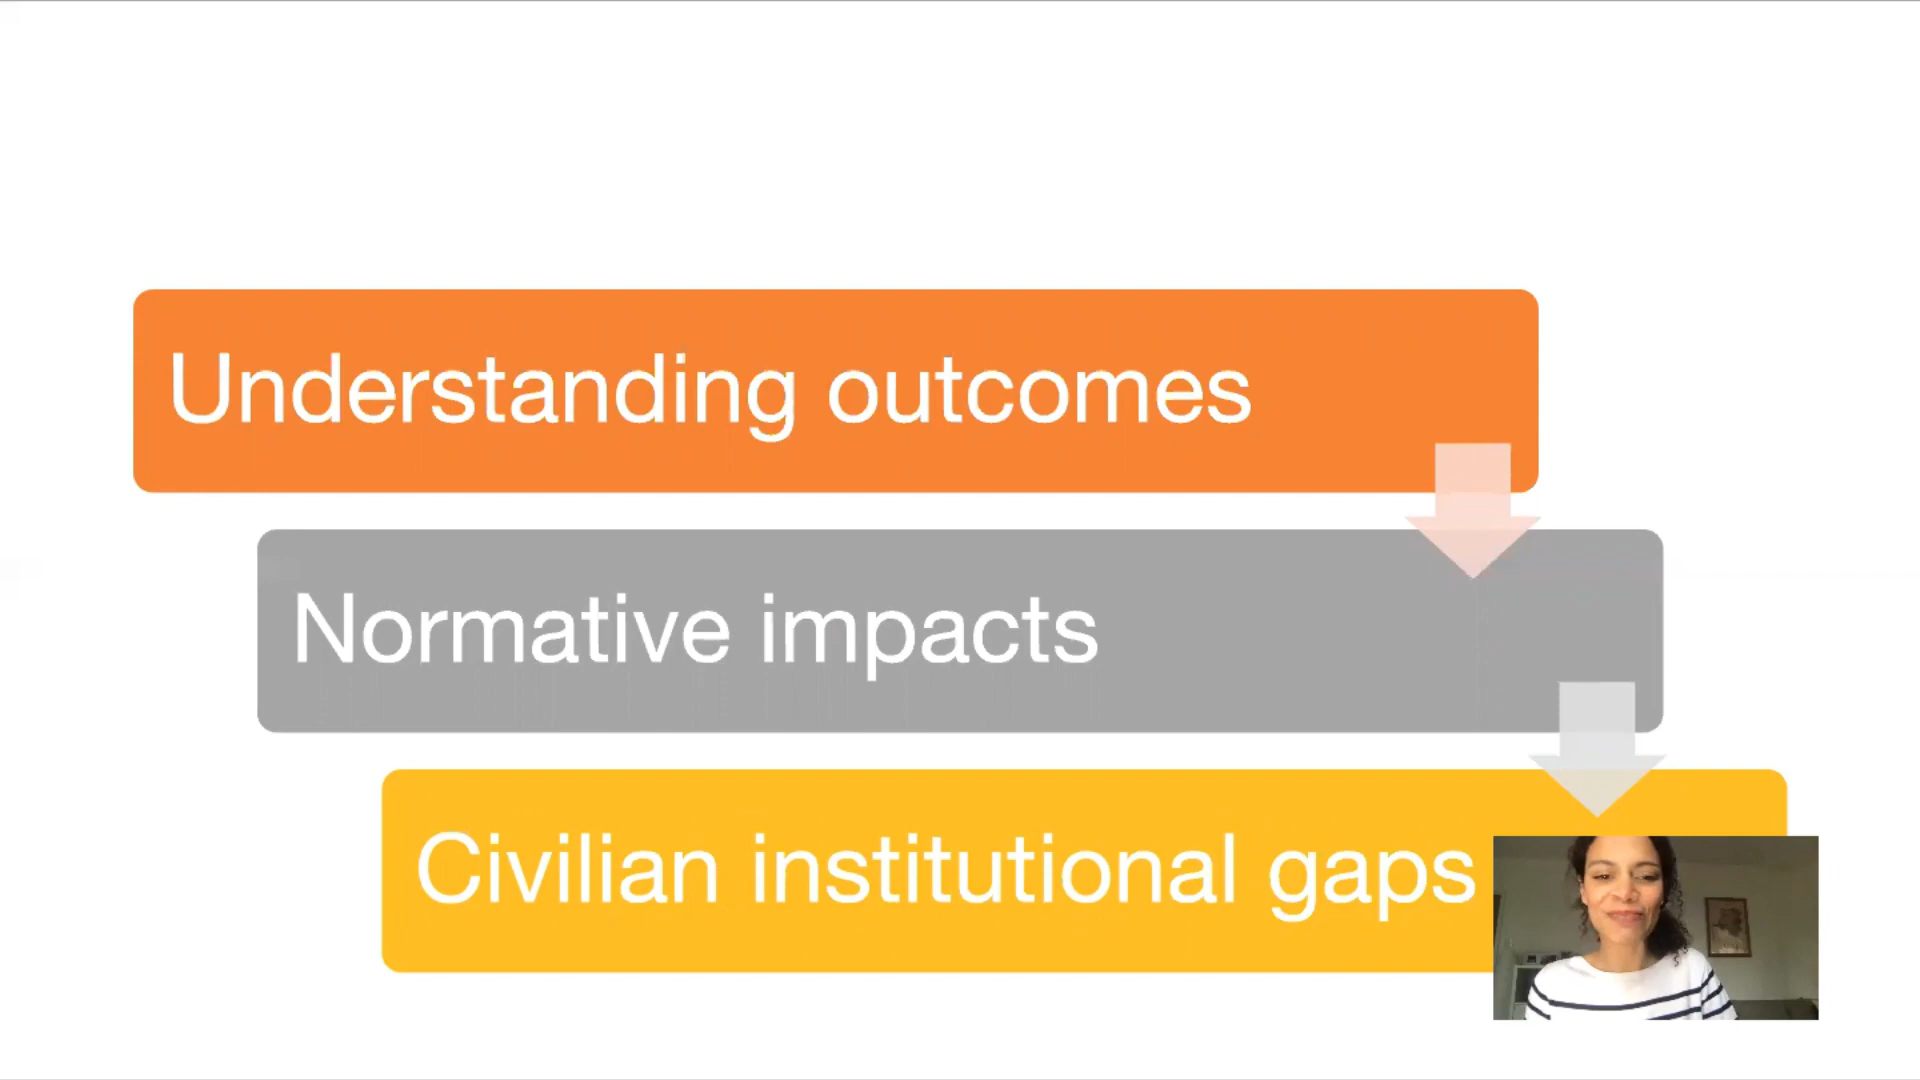 Understanding outcomes
Normative impacts
Civilian institutional gaps